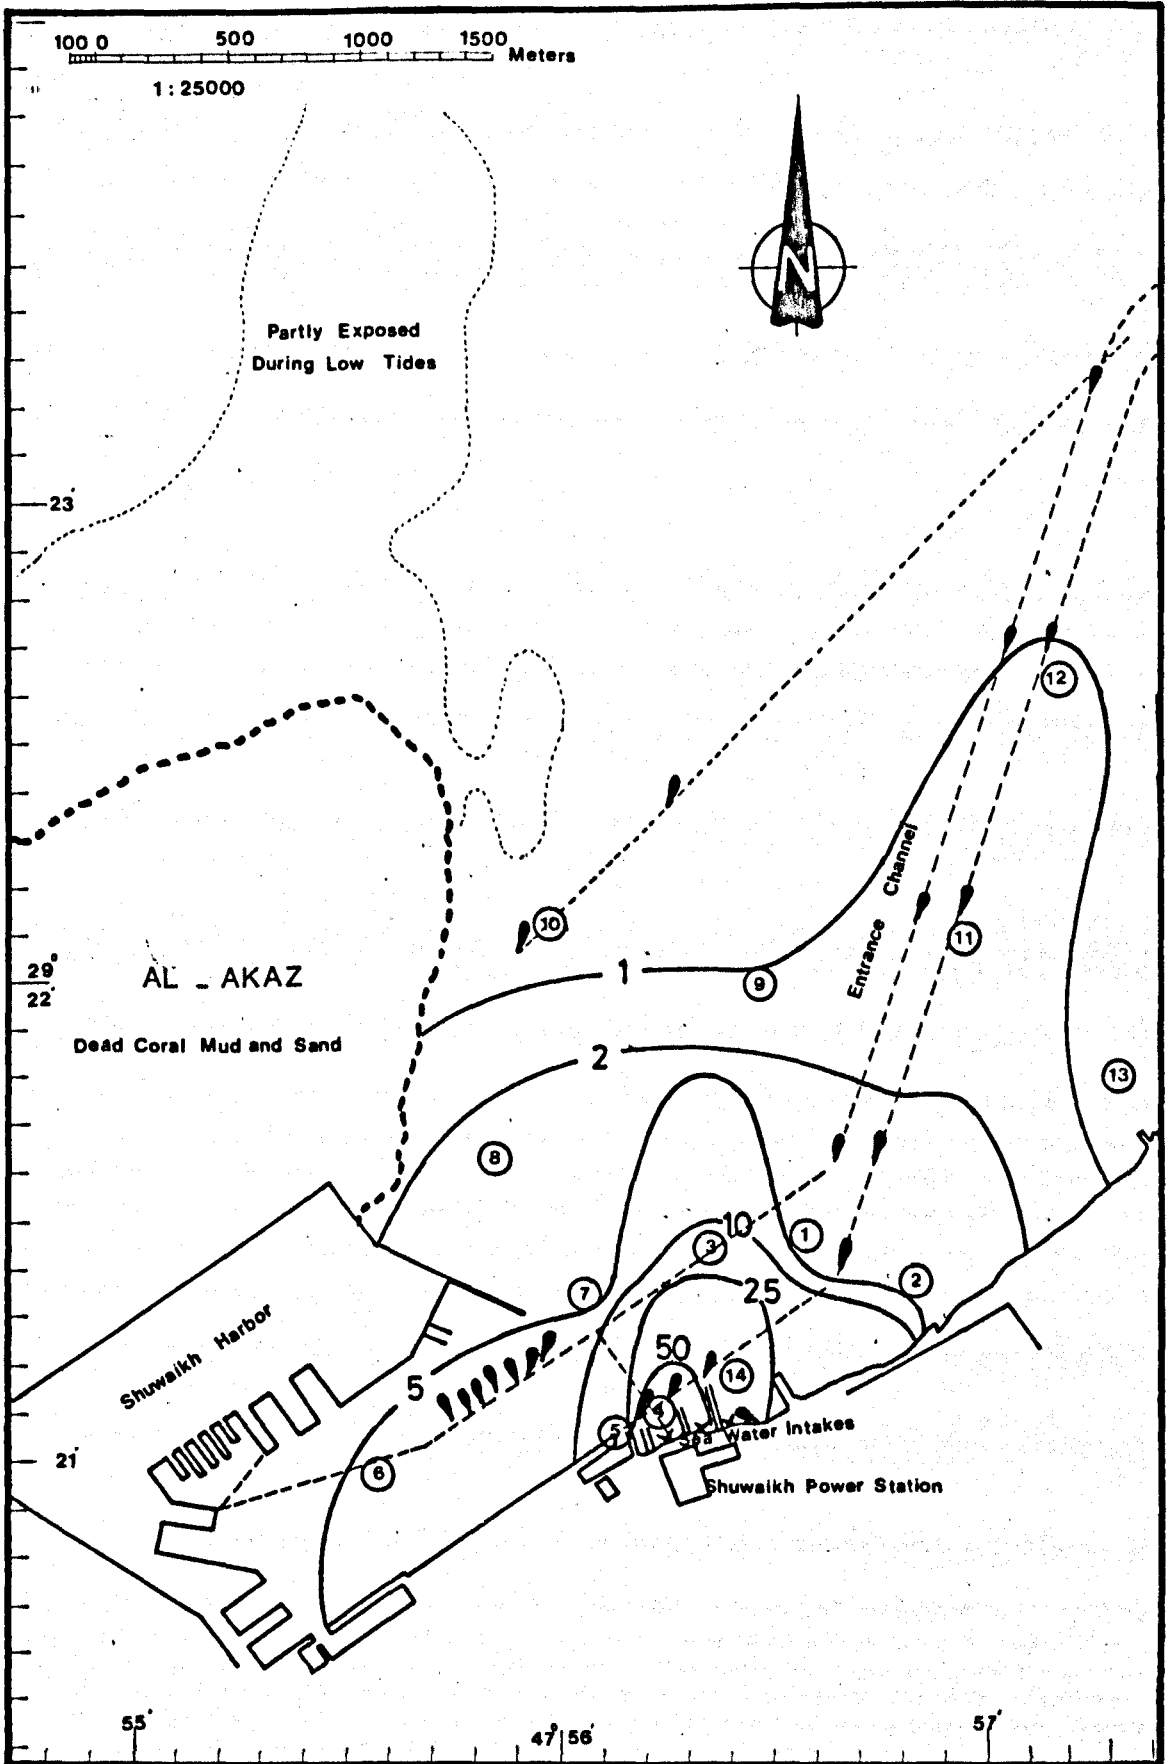 100 0 500 1000 1500 Meters
1 : 25000
N
Partly Exposed
During Low Tides
23'
12
Entrance Channel
10
11
1
9
29°
22'
AL _ AKAZ
Dead Coral Mud and Sand
2
13
8
10
1
3
2
7
25
Shuwaikh Harbor
50
14
5
4
5
Sea Water Intakes
21'
6
Shuwaikh Power Station
55'
47° 56'
57'